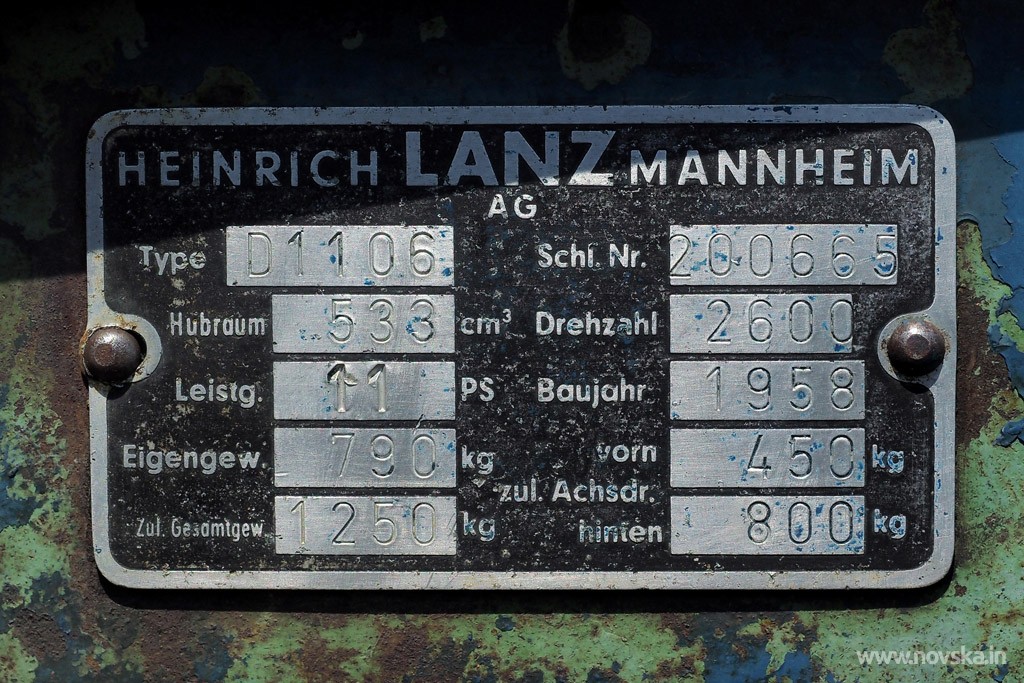 HEINRICH LANZ MANNHEIM
AG
Type D1106 Schl. Nr. 200665
Hubraum 533 cm³ Drehzahl 2600
Leistg. 11 PS Baujahr 1958
Eigengew. 790 kg vorn 450 kg
zul. Achsdr.
Zul. Gesamtgew 1250 kg hinten 800 kg
www.novska.in